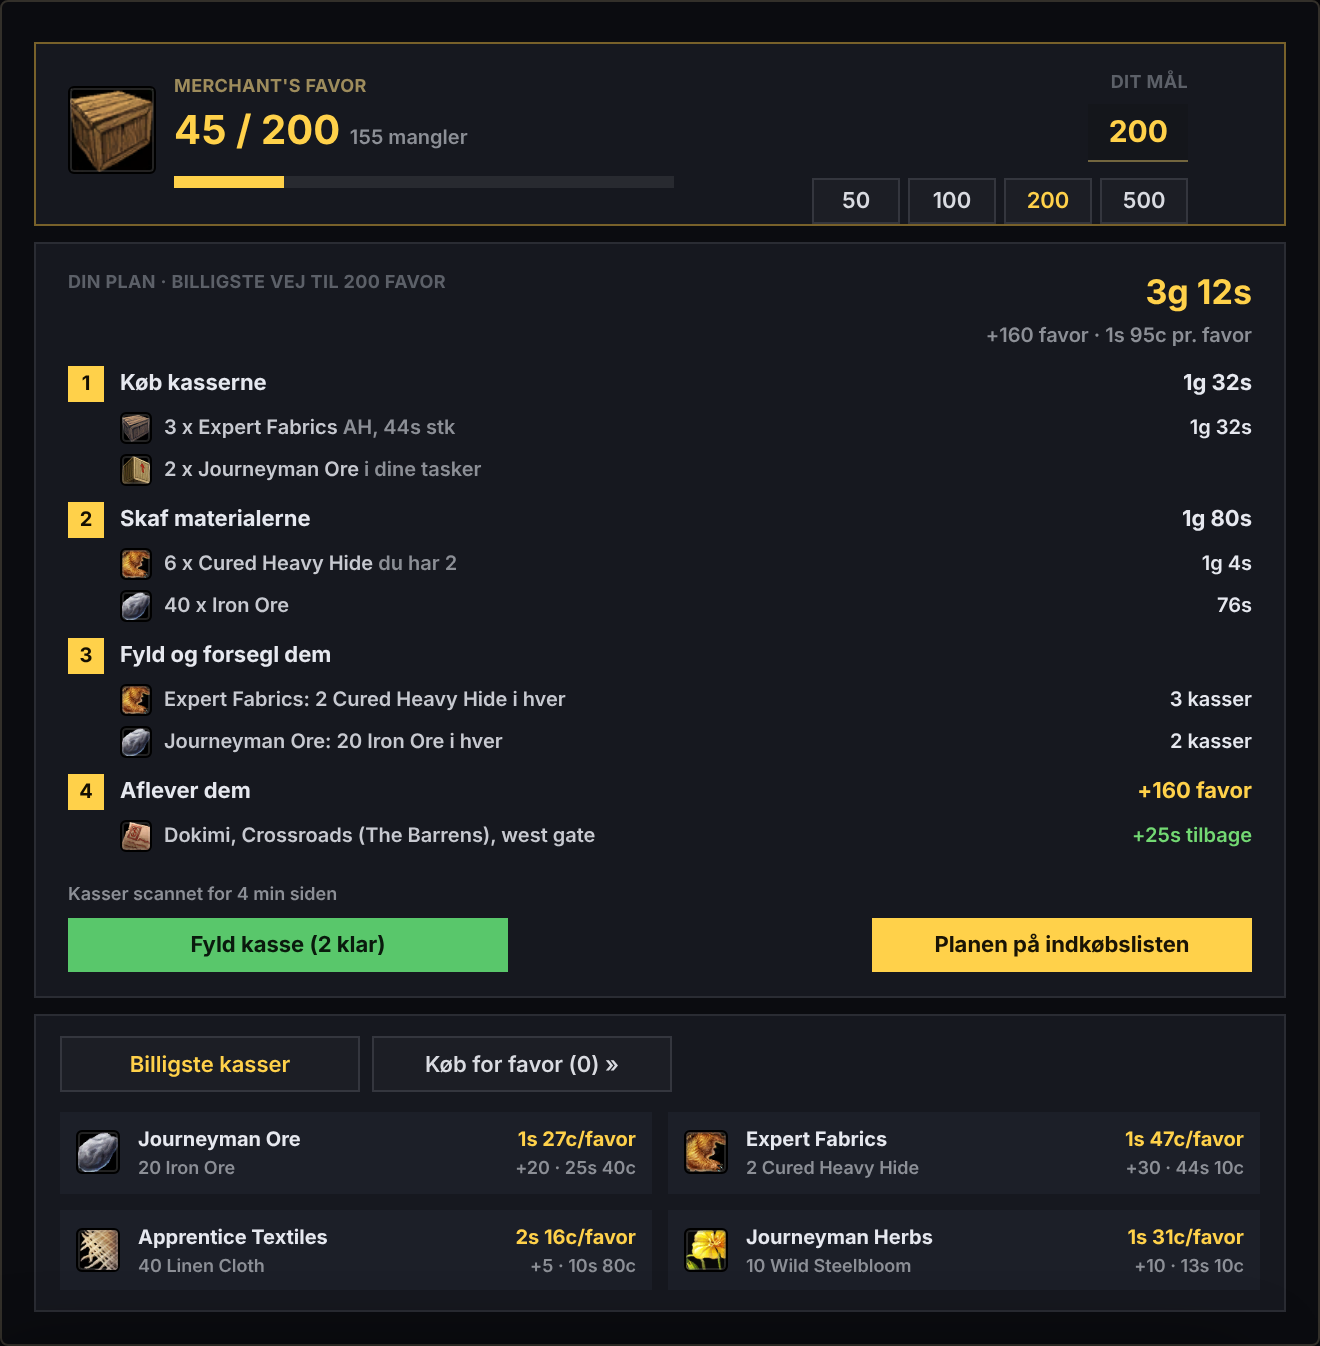 MERCHANT'S FAVOR
45 / 200 155 mangler
DIT MÅL
200
50 100 200 500
DIN PLAN · BILLIGSTE VEJ TIL 200 FAVOR
3g 12s
+160 favor · 1s 95c pr. favor
1 Køb kasserne 1g 32s
3 x Expert Fabrics AH, 44s stk 1g 32s
2 x Journeyman Ore i dine tasker
2 Skaf materialerne 1g 80s
6 x Cured Heavy Hide du har 2 1g 4s
40 x Iron Ore 76s
3 Fyld og forsegl dem
Expert Fabrics: 2 Cured Heavy Hide i hver 3 kasser
Journeyman Ore: 20 Iron Ore i hver 2 kasser
4 Aflever dem +160 favor
Dokimi, Crossroads (The Barrens), west gate +25s tilbage
Kasser scannet for 4 min siden
Fyld kasse (2 klar) Planen på indkøbslisten
Billigste kasser Køb for favor (0) »
Journeyman Ore 1s 27c/favor
20 Iron Ore +20 · 25s 40c
Expert Fabrics 1s 47c/favor
2 Cured Heavy Hide +30 · 44s 10c
Apprentice Textiles 2s 16c/favor
40 Linen Cloth +5 · 10s 80c
Journeyman Herbs 1s 31c/favor
10 Wild Steelbloom +10 · 13s 10c